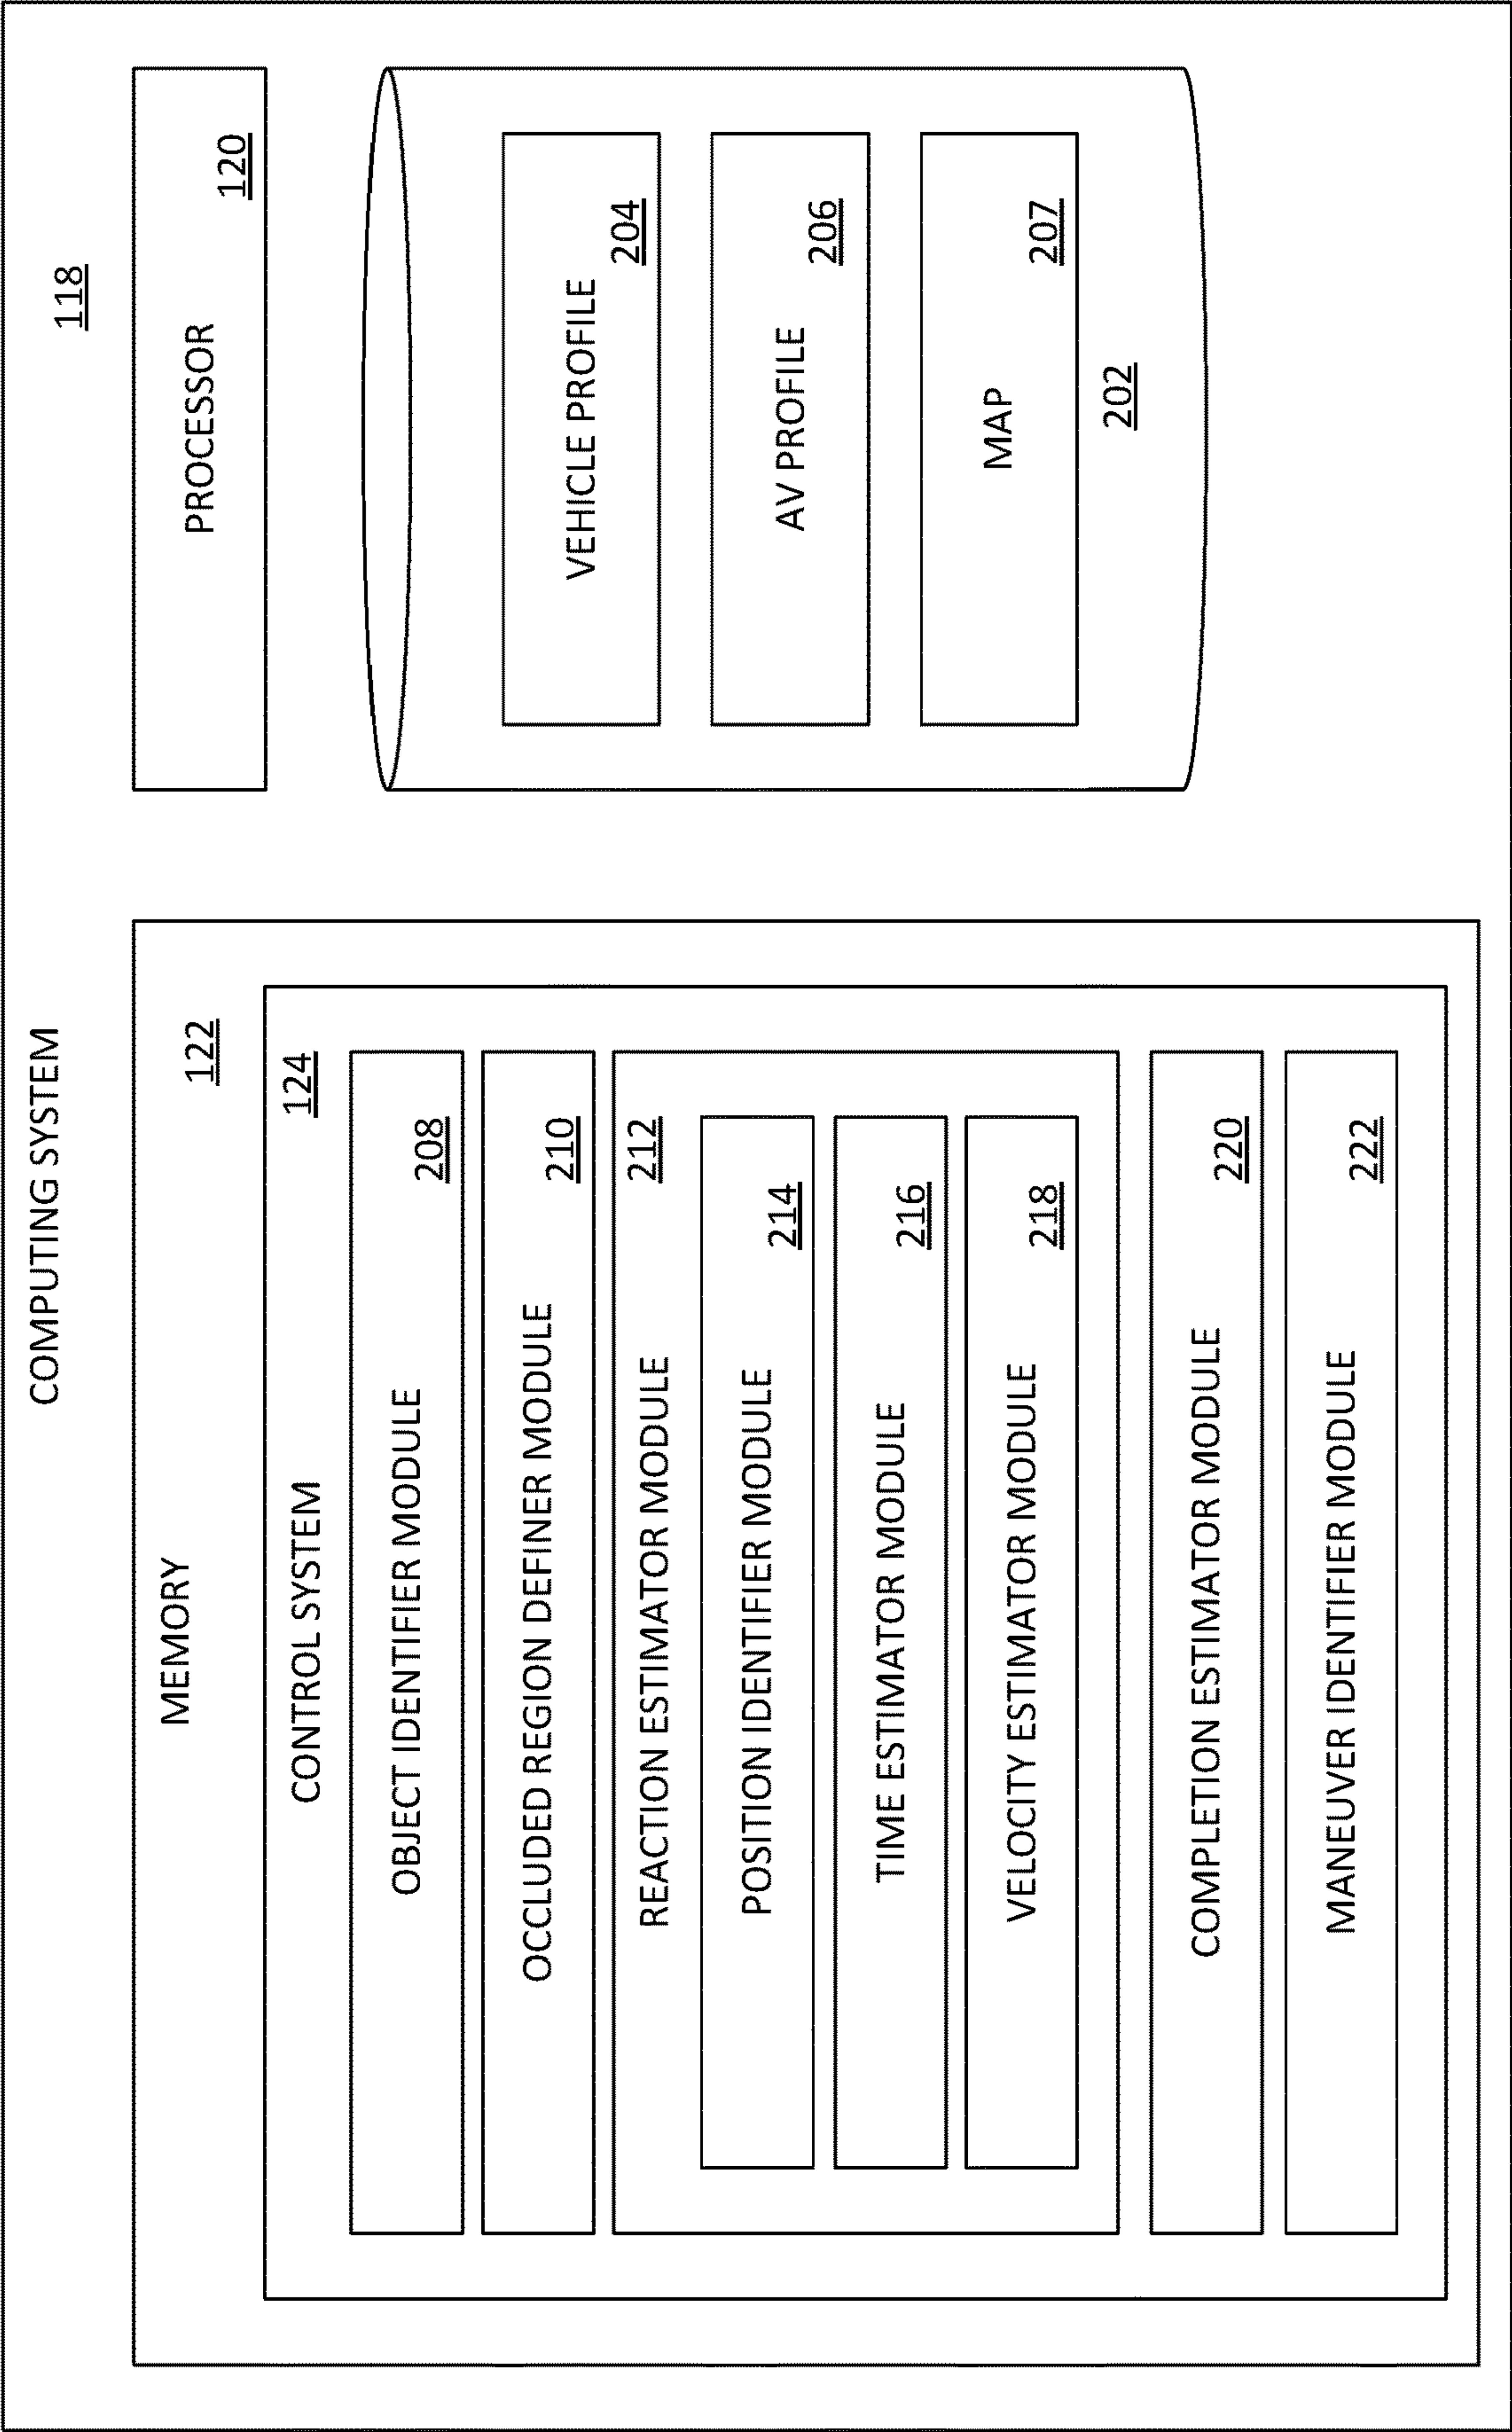 COMPUTING SYSTEM
118
MEMORY
122
CONTROL SYSTEM
124
OBJECT IDENTIFIER MODULE
208
OCCLUDED REGION DEFINER MODULE
210
REACTION ESTIMATOR MODULE
212
POSITION IDENTIFIER MODULE
214
TIME ESTIMATOR MODULE
216
VELOCITY ESTIMATOR MODULE
218
COMPLETION ESTIMATOR MODULE
220
MANEUVER IDENTIFIER MODULE
222
PROCESSOR
120
VEHICLE PROFILE
204
AV PROFILE
206
MAP
207
202